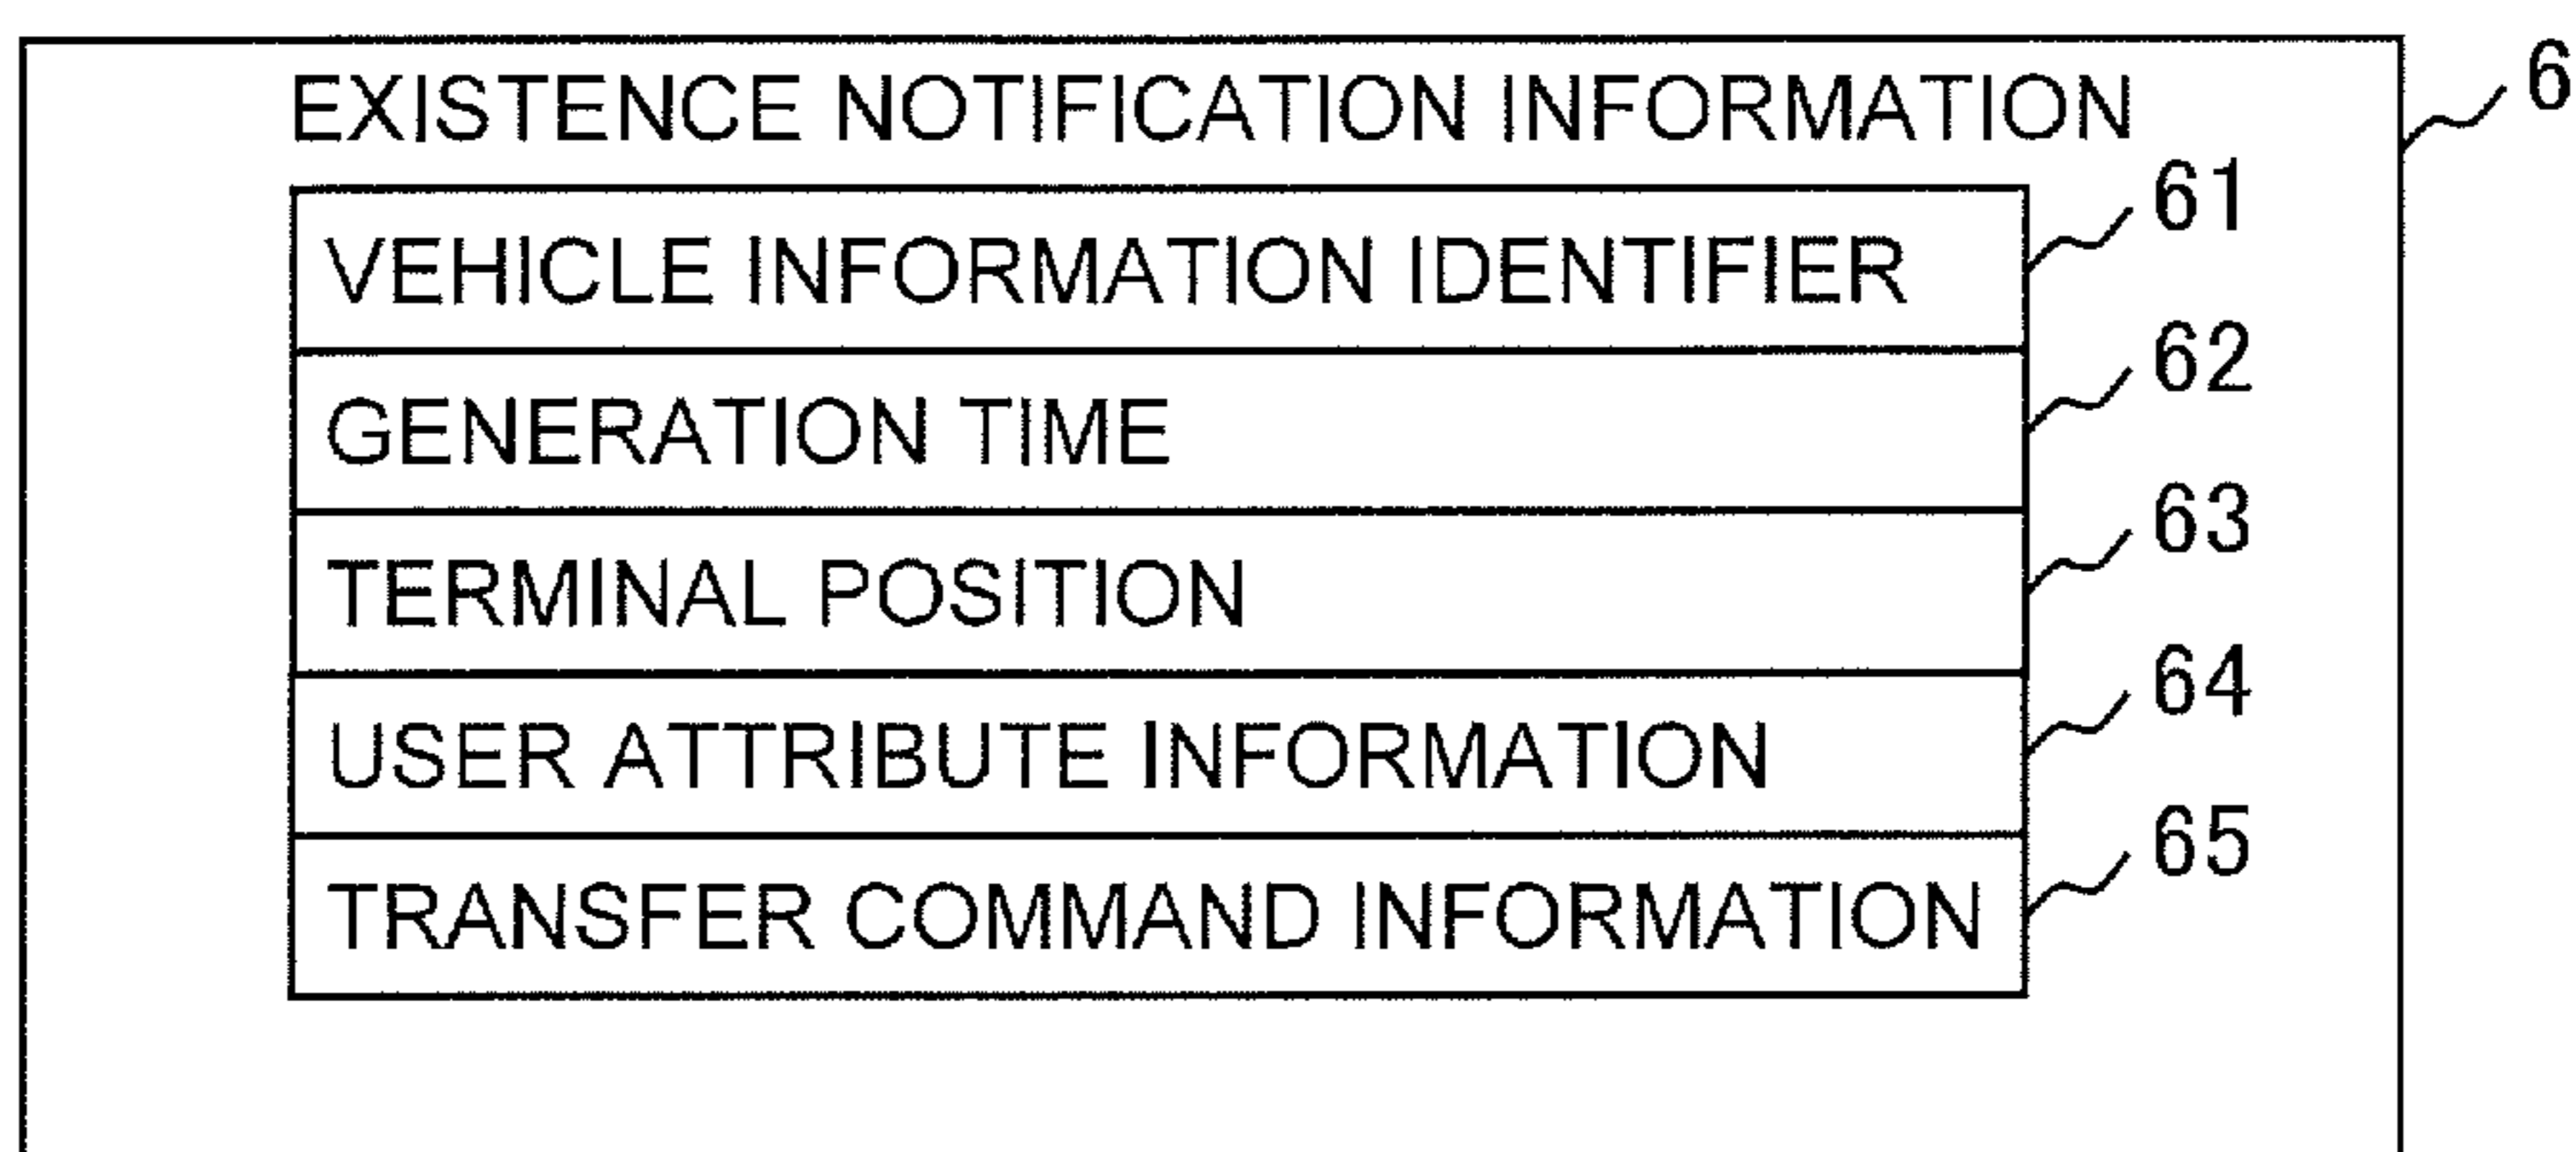 EXISTENCE NOTIFICATION INFORMATION
6
VEHICLE INFORMATION IDENTIFIER
61
GENERATION TIME
62
TERMINAL POSITION
63
USER ATTRIBUTE INFORMATION
64
TRANSFER COMMAND INFORMATION
65